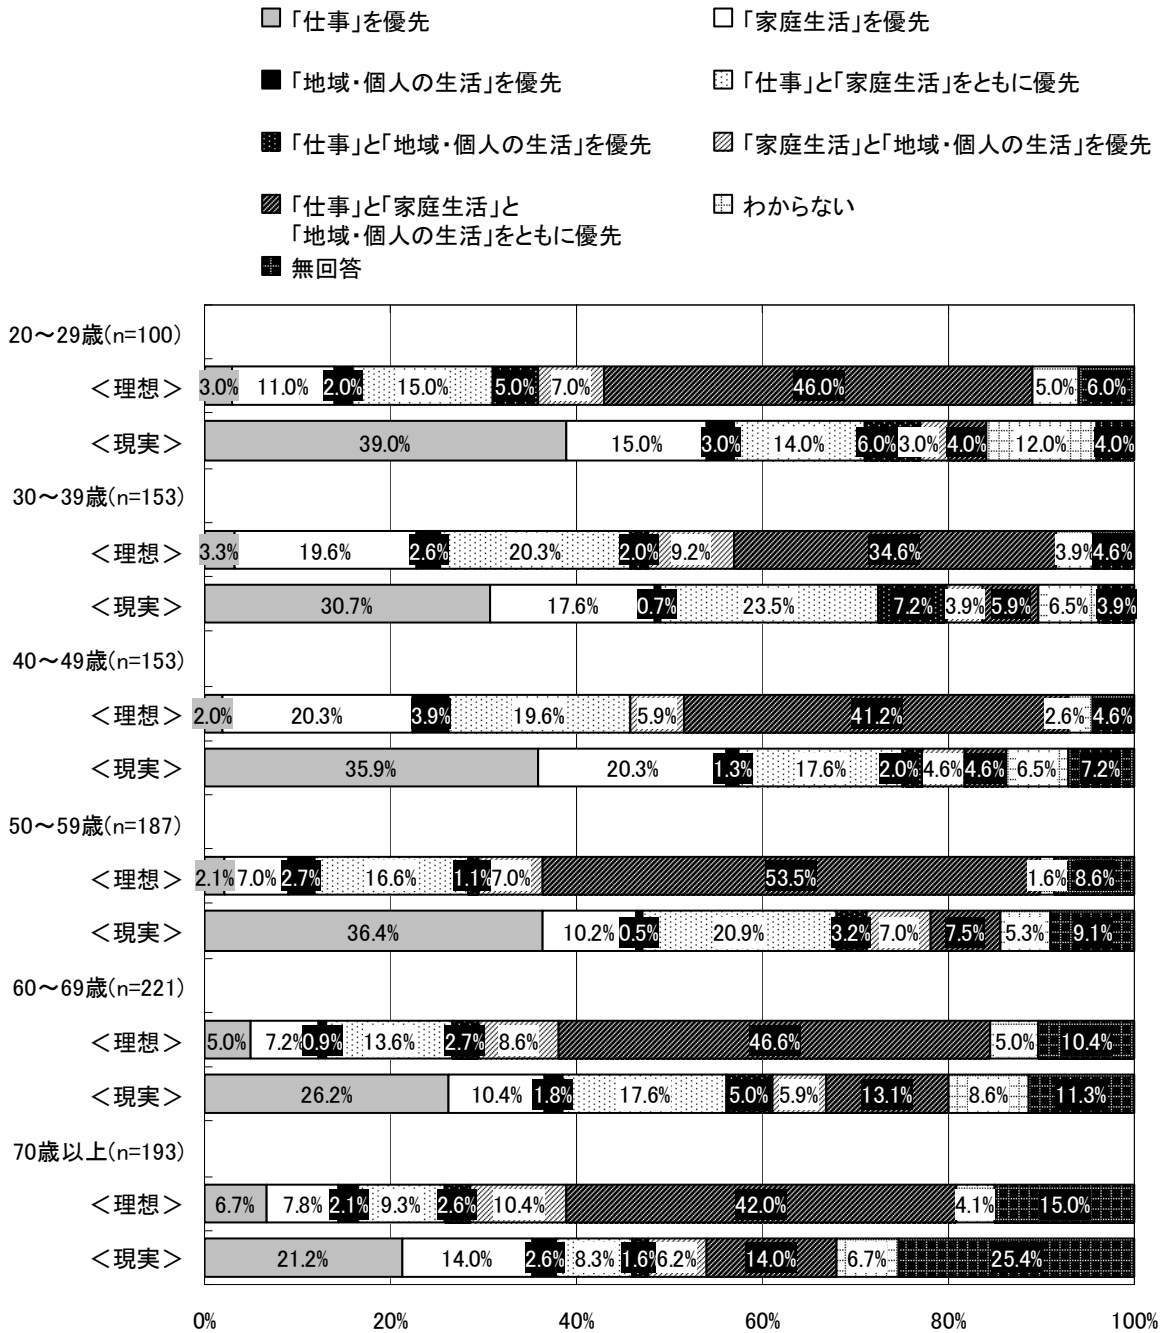 「仕事」を優先
「家庭生活」を優先
「地域・個人の生活」を優先
「仕事」と「家庭生活」をともに優先
「仕事」と「地域・個人の生活」を優先
「家庭生活」と「地域・個人の生活」を優先
「仕事」と「家庭生活」と
「地域・個人の生活」をともに優先
わからない
無回答
20～29歳(n=100)
＜理想＞ 3.0% 11.0% 2.0% 15.0% 5.0% 7.0% 46.0% 5.0% 6.0%
＜現実＞ 39.0% 15.0% 3.0% 14.0% 6.0% 3.0% 4.0% 12.0% 4.0%
30～39歳(n=153)
＜理想＞ 3.3% 19.6% 2.6% 20.3% 2.0% 9.2% 34.6% 3.9% 4.6%
＜現実＞ 30.7% 17.6% 0.7% 23.5% 7.2% 3.9% 5.9% 6.5% 3.9%
40～49歳(n=153)
＜理想＞ 2.0% 20.3% 3.9% 19.6% 5.9% 41.2% 2.6% 4.6%
＜現実＞ 35.9% 20.3% 1.3% 17.6% 2.0% 4.6% 4.6% 6.5% 7.2%
50～59歳(n=187)
＜理想＞ 2.1% 7.0% 2.7% 16.6% 1.1% 7.0% 53.5% 1.6% 8.6%
＜現実＞ 36.4% 10.2% 0.5% 20.9% 3.2% 7.0% 7.5% 5.3% 9.1%
60～69歳(n=221)
＜理想＞ 5.0% 7.2% 0.9% 13.6% 2.7% 8.6% 46.6% 5.0% 10.4%
＜現実＞ 26.2% 10.4% 1.8% 17.6% 5.0% 5.9% 13.1% 8.6% 11.3%
70歳以上(n=193)
＜理想＞ 6.7% 7.8% 2.1% 9.3% 2.6% 10.4% 42.0% 4.1% 15.0%
＜現実＞ 21.2% 14.0% 2.6% 8.3% 1.6% 6.2% 14.0% 6.7% 25.4%
0% 20% 40% 60% 80% 100%